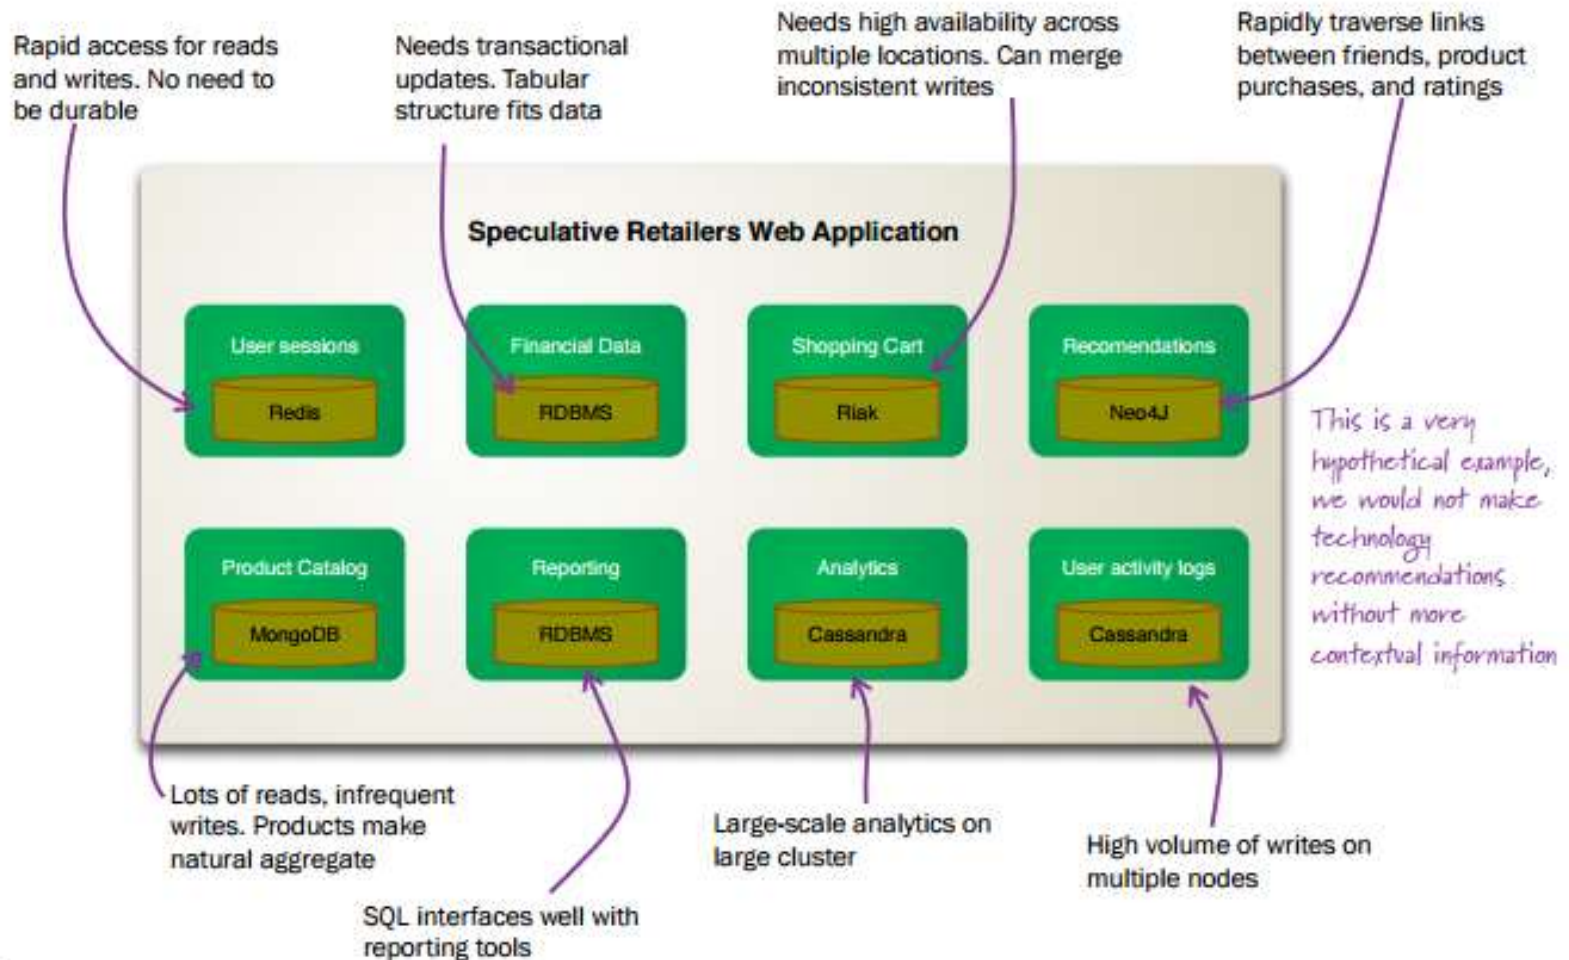 Rapid access for reads
and writes. No need to
be durable
Needs transactional
updates. Tabular
structure fits data
Needs high availability across
multiple locations. Can merge
inconsistent writes
Rapidly traverse links
between friends, product
purchases, and ratings
Speculative Retailers Web Application
User sessions
Redis
Financial Data
RDBMS
Shopping Cart
Riak
Recomendations
Neo4J
This is a very
hypothetical example,
we would not make
technology
recommendations
without more
contextual information
Product Catalog
MongoDB
Reporting
RDBMS
Analytics
Cassandra
User activity logs
Cassandra
Lots of reads, infrequent
writes. Products make
natural aggregate
SQL interfaces well with
reporting tools
Large-scale analytics on
large cluster
High volume of writes on
multiple nodes